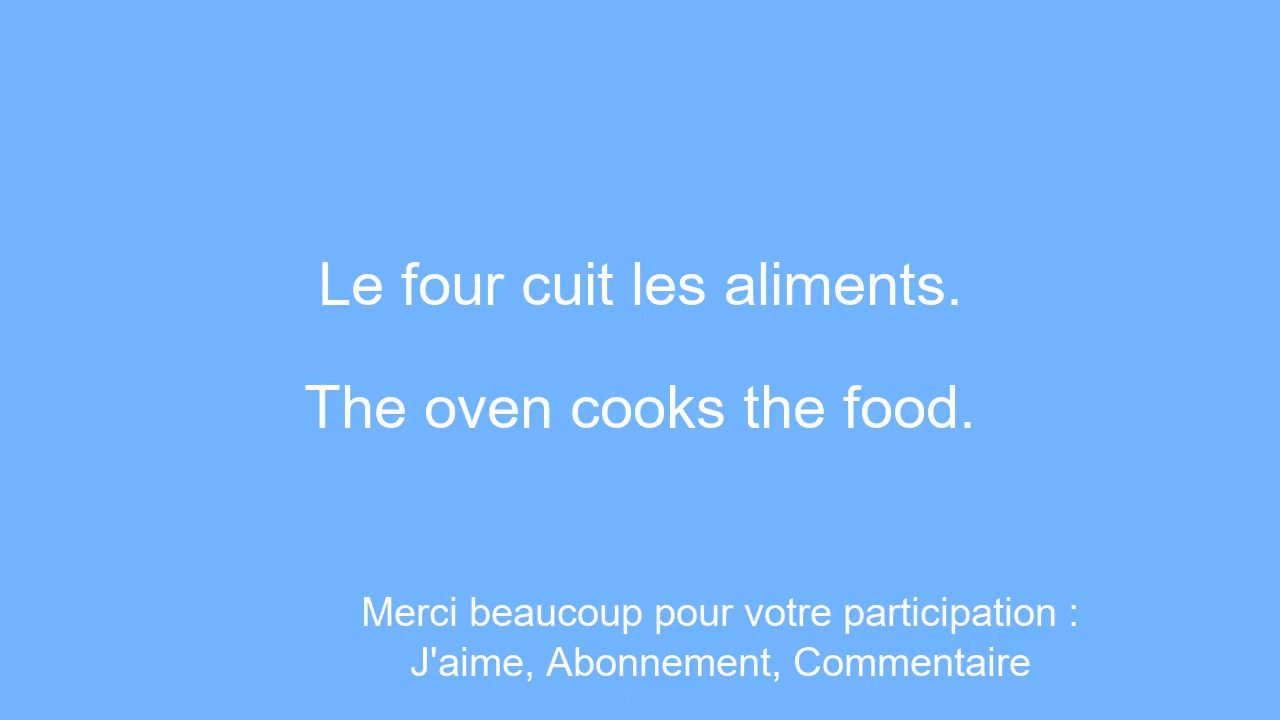 Le four cuit les aliments.
The oven cooks the food.
Merci beaucoup pour votre participation :
J'aime, Abonnement, Commentaire